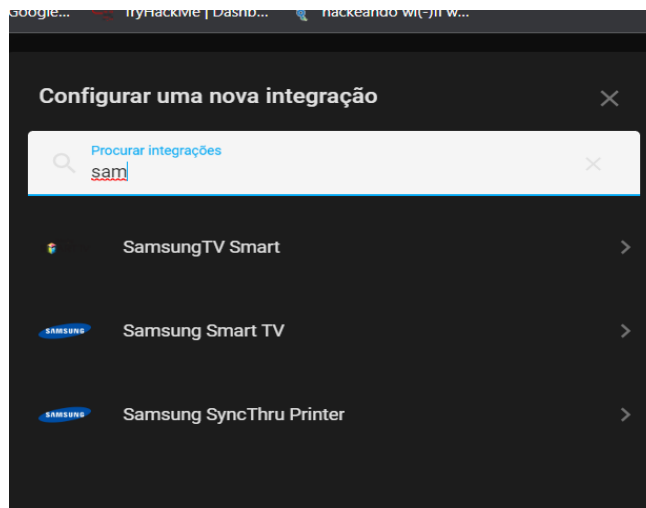 Google... TryHackMe | Dashb... hackeando wi(-)fi w...
Configurar uma nova integração
Procurar integrações
sam
SamsungTV Smart
SAMSUNG Samsung Smart TV
SAMSUNG Samsung SyncThru Printer